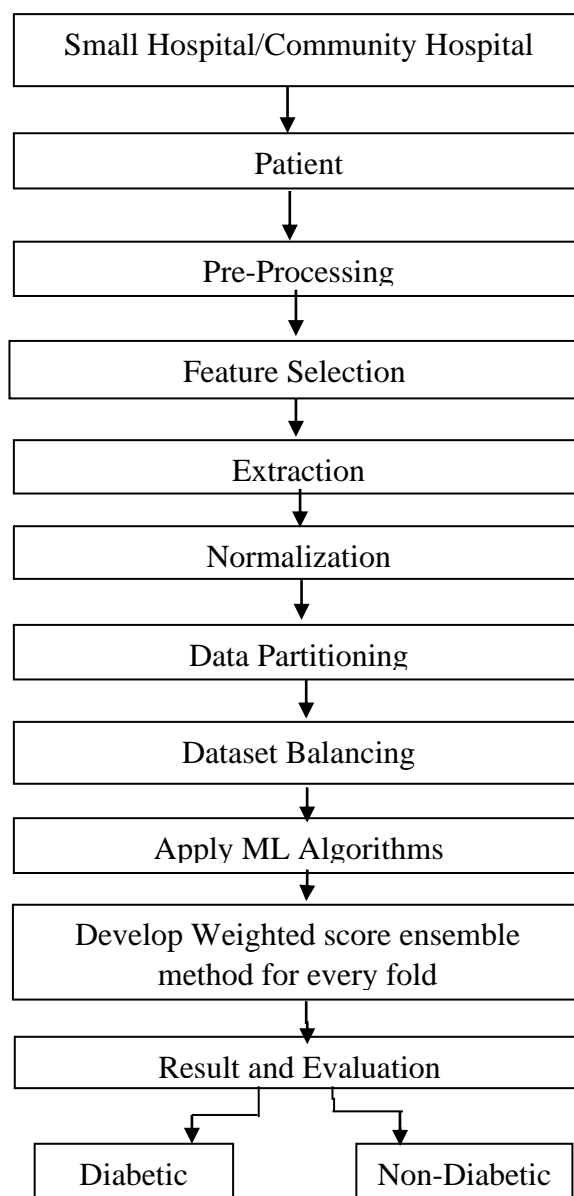 Small Hospital/Community Hospital
Patient
Pre-Processing
Feature Selection
Extraction
Normalization
Data Partitioning
Dataset Balancing
Apply ML Algorithms
Develop Weighted score ensemble
method for every fold
Result and Evaluation
Diabetic
Non-Diabetic